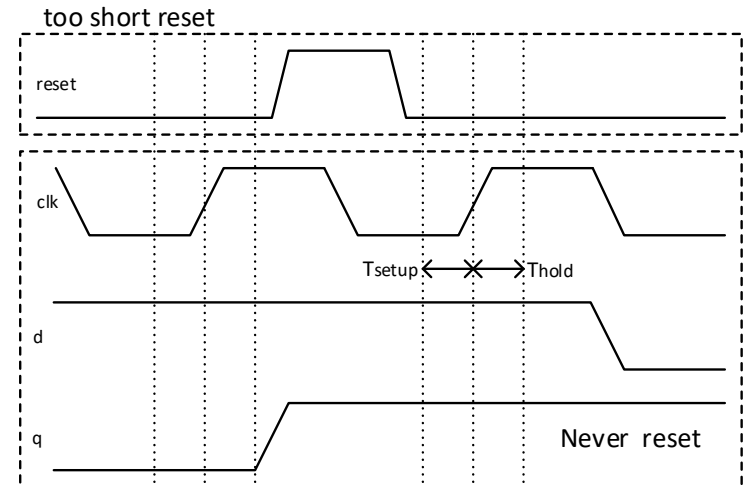 too short reset
reset
clk
Tsetup Thold
d
q
Never reset